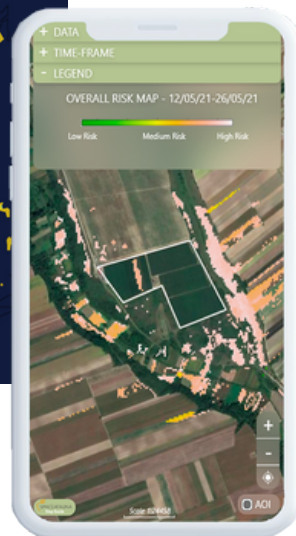 + DATA
+ TIME-FRAME
- LEGEND
OVERALL RISK MAP - 12/05/21-26/05/21
Low Risk Medium Risk High Risk
+
-
AOI